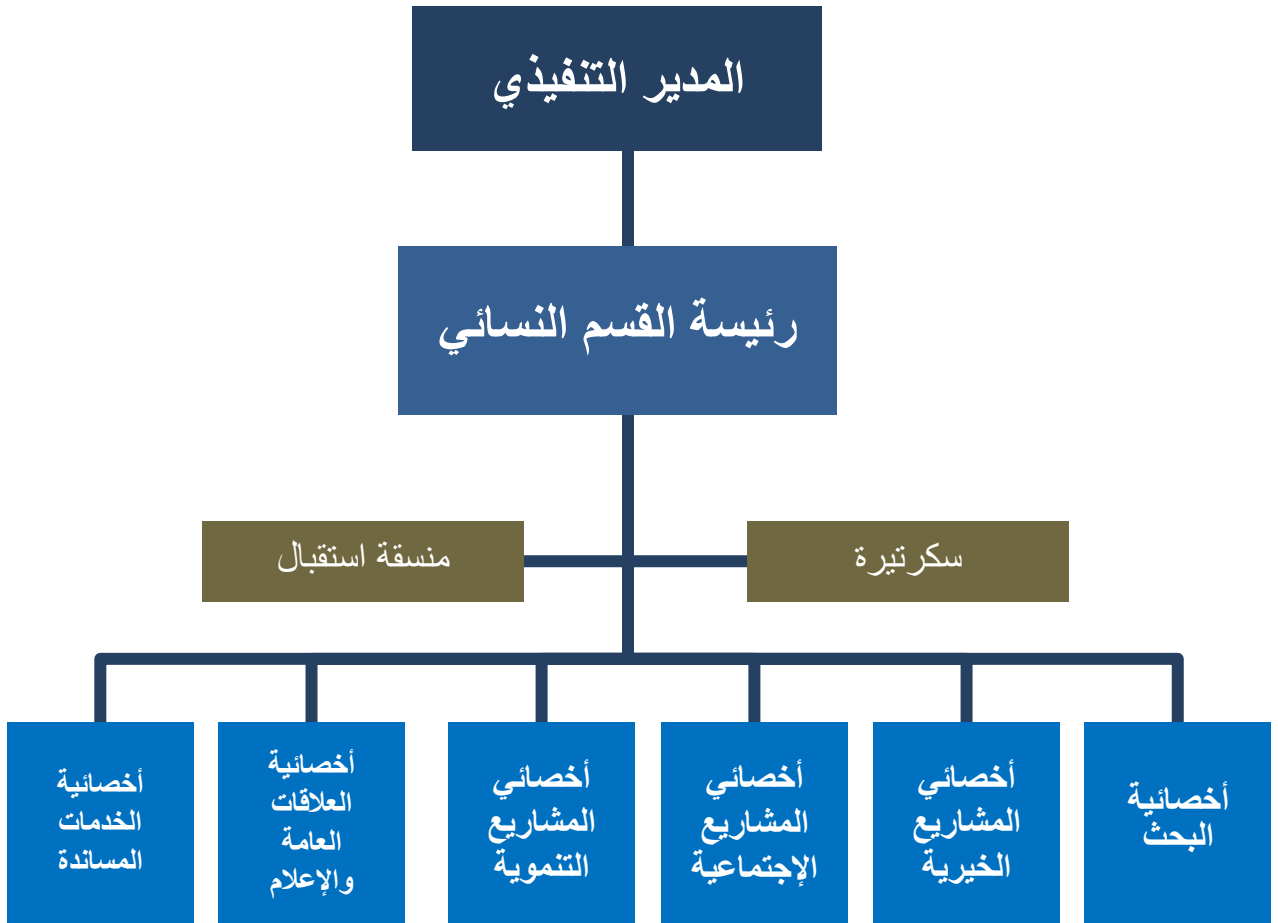 المدير التنفيذي
رئيسة القسم النسائي
سكرتيرة
منسقة استقبال
أخصائية
البحث
أخصائي
المشاريع
الخيرية
أخصائي
المشاريع
الإجتماعية
أخصائي
المشاريع
التنموية
أخصائية
العلاقات
العامة
والإعلام
أخصائية
الخدمات
المساندة